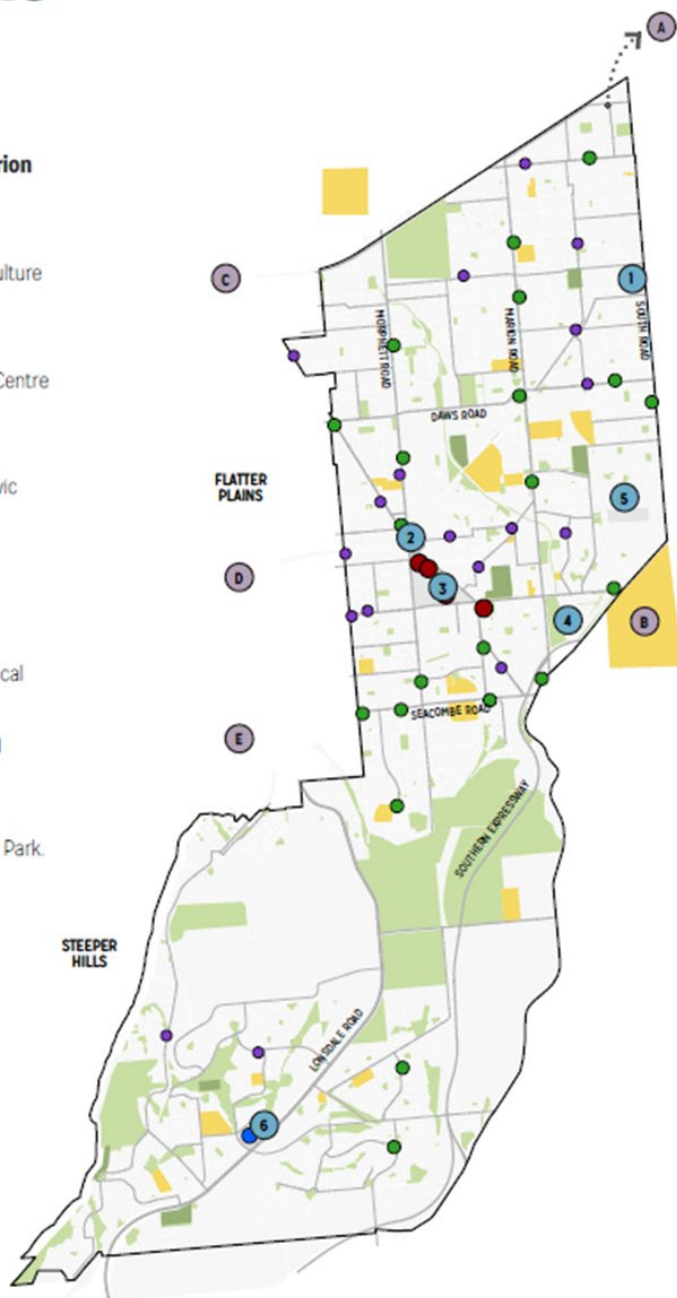 A
rion
ulture
C
1
MORPHETT ROAD
MARION ROAD
SOUTH ROAD
Centre
DAWS ROAD
vic
FLATTER
PLAINS
5
2
D
3
4
B
cal
SEACOMBE ROAD
E
SOUTHERN EXPRESSWAY
Park.
STEEPER
HILLS
LONSDALE ROAD
6